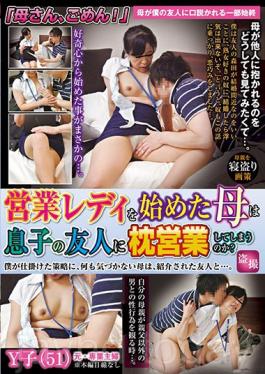 「母さん、ごめん!」
母が僕の友人に口説かれる一部始終
母が他人に抱かれるのを
どうしても見てみたくて…。
好奇心から始めた事がまさかの…。
母親を
寝盗り
画策
営業レディを始めた母は
息子の友人に枕営業
してしまうのか?
盗撮
僕が仕掛けた策略に、何も気づかない母は、紹介された友人と…。
Y子(51)
元・専業主婦
※本編目線なし
自分の母親が親父以外の
男との性行為を観る時…。